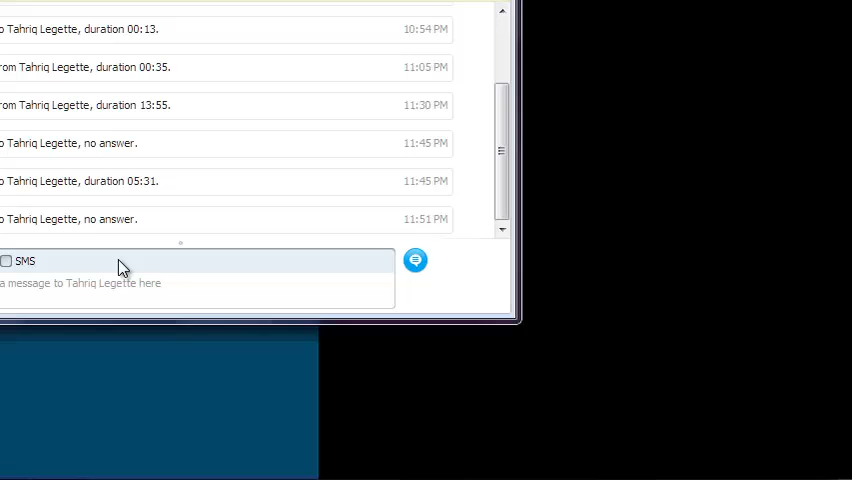 o Tahriq Legette, duration 00:13. 10:54 PM
rom Tahriq Legette, duration 00:35. 11:05 PM
rom Tahriq Legette, duration 13:55. 11:30 PM
o Tahriq Legette, no answer. 11:45 PM
o Tahriq Legette, duration 05:31. 11:45 PM
o Tahriq Legette, no answer. 11:51 PM
SMS
a message to Tahriq Legette here